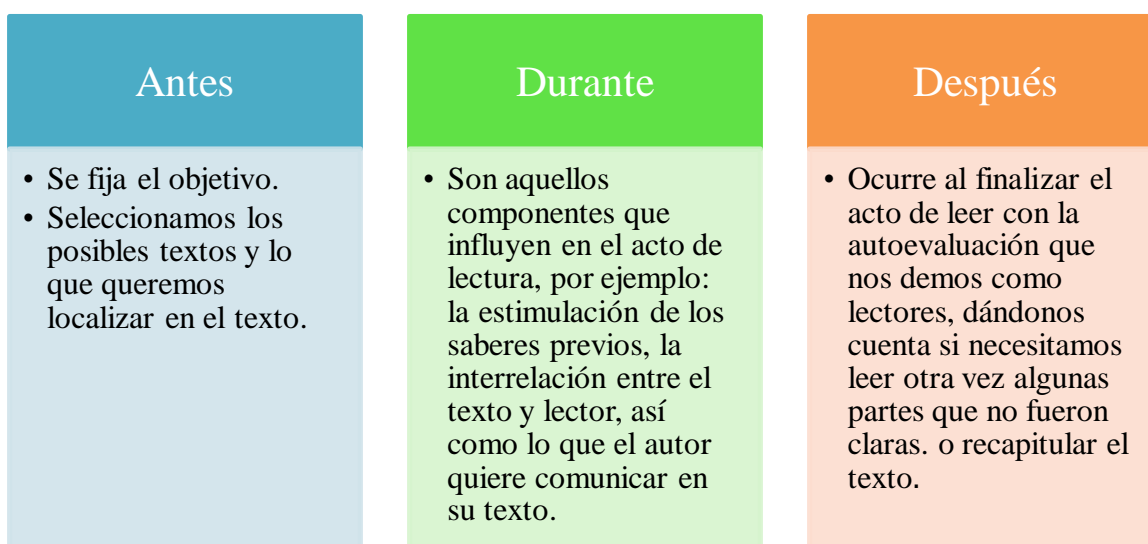 Antes
• Se fija el objetivo.
• Seleccionamos los
posibles textos y lo
que queremos
localizar en el texto.
Durante
• Son aquellos
componentes que
influyen en el acto de
lectura, por ejemplo:
la estimulación de los
saberes previos, la
interrelación entre el
texto y lector, así
como lo que el autor
quiere comunicar en
su texto.
Después
• Ocurre al finalizar el
acto de leer con la
autoevaluación que
nos demos como
lectores, dándonos
cuenta si necesitamos
leer otra vez algunas
partes que no fueron
claras. o recapitular el
texto.